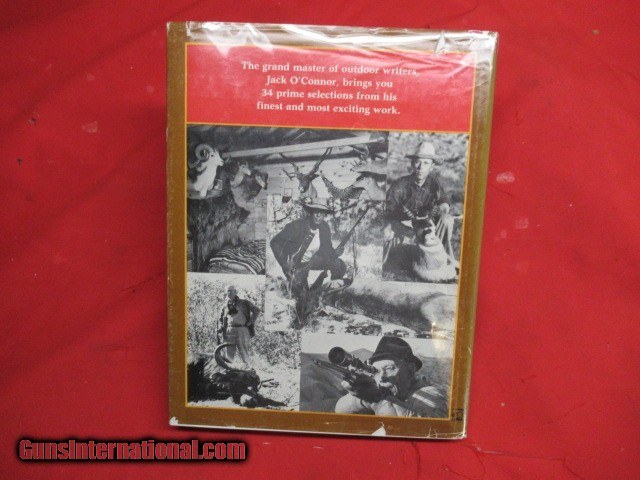 The grand master of outdoor writers,
Jack O'Connor, brings you
34 prime selections from his
finest and most exciting work.
GunsInternational.com